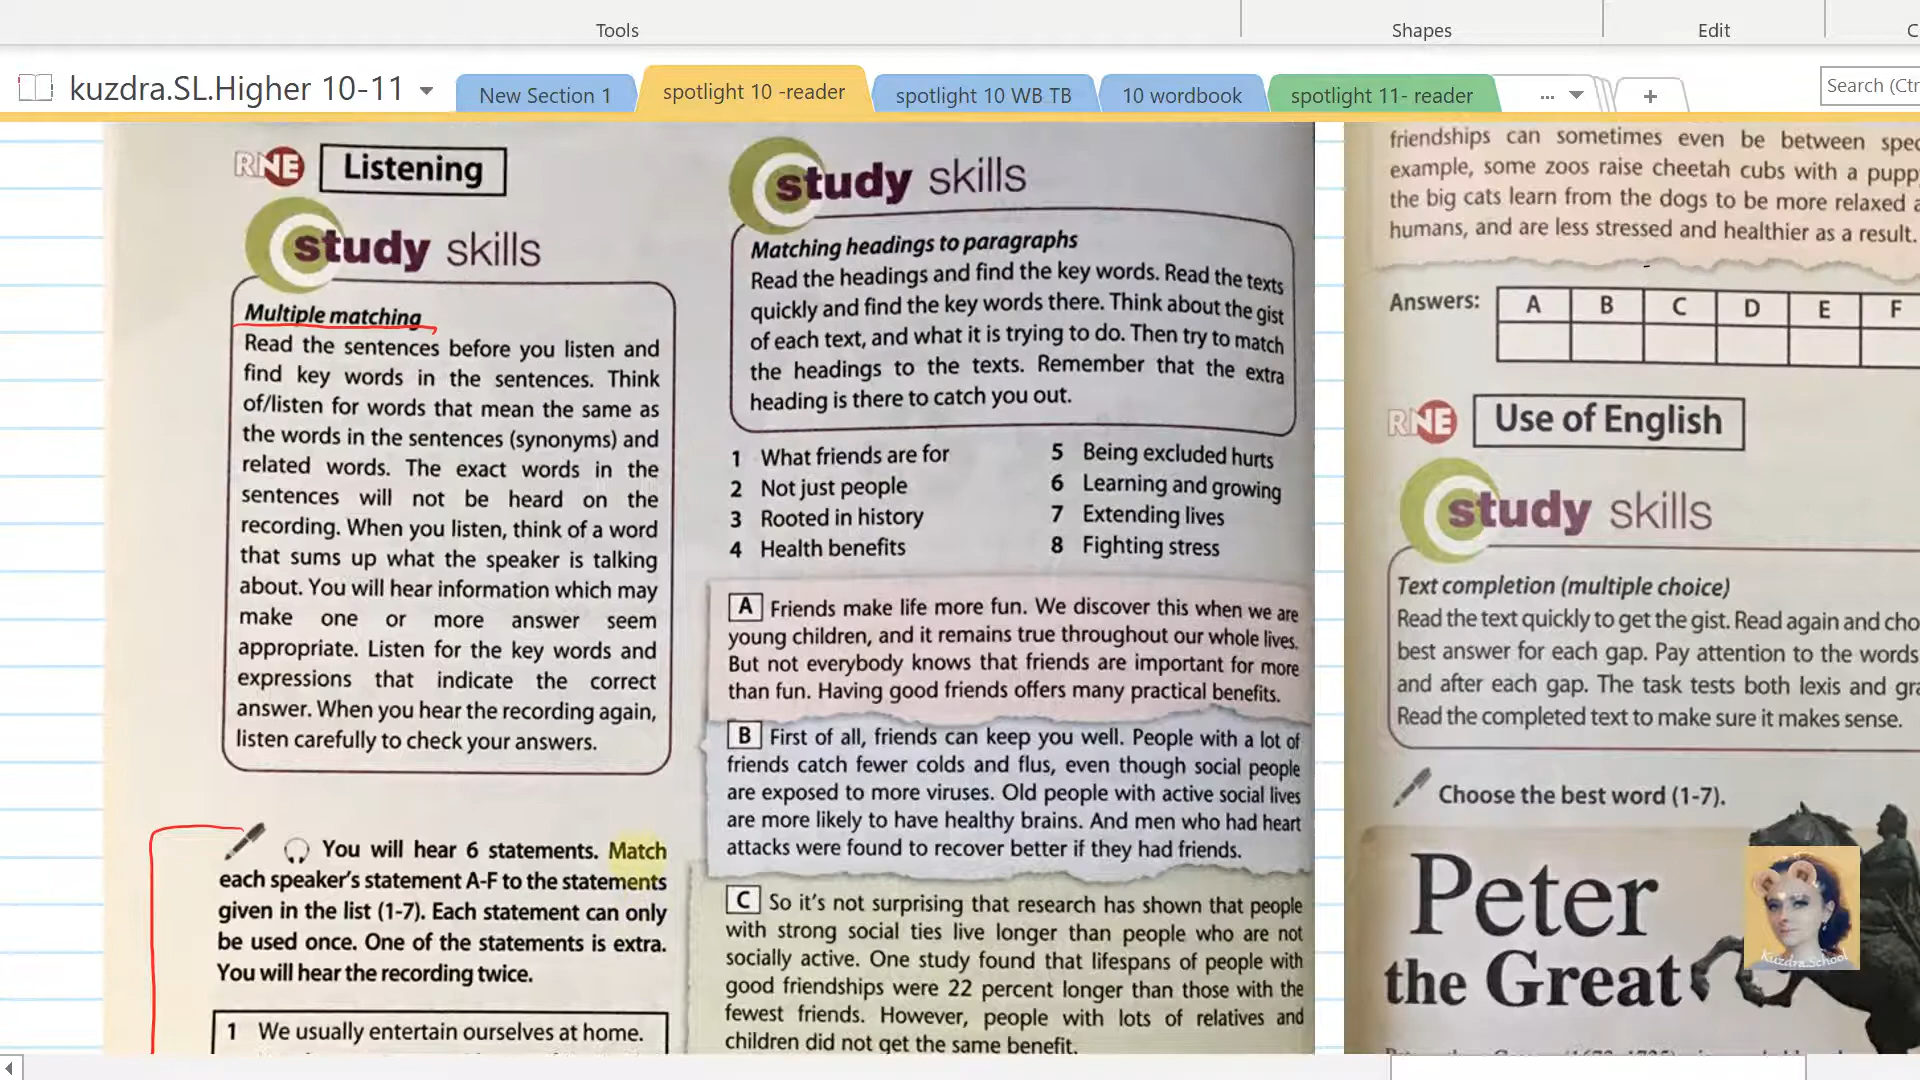 Tools
Shapes
Edit
kuzdra.SL.Higher 10-11
New Section 1
spotlight 10 -reader
spotlight 10 WB TB
10 wordbook
spotlight 11- reader
...
+
Search (Ctr
RNE Listening
study skills
Multiple matching
Read the sentences before you listen and
find key words in the sentences. Think
of/listen for words that mean the same as
the words in the sentences (synonyms) and
related words. The exact words in the
sentences will not be heard on the
recording. When you listen, think of a word
that sums up what the speaker is talking
about. You will hear information which may
make one or more answer seem
appropriate. Listen for the key words and
expressions that indicate the correct
answer. When you hear the recording again,
listen carefully to check your answers.
You will hear 6 statements. Match
each speaker's statement A-F to the statements
given in the list (1-7). Each statement can only
be used once. One of the statements is extra.
You will hear the recording twice.
1 We usually entertain ourselves at home.
study skills
Matching headings to paragraphs
Read the headings and find the key words. Read the texts
quickly and find the key words there. Think about the gist
of each text, and what it is trying to do. Then try to match
the headings to the texts. Remember that the extra
heading is there to catch you out.
1 What friends are for
2 Not just people
3 Rooted in history
4 Health benefits
5 Being excluded hurts
6 Learning and growing
7 Extending lives
8 Fighting stress
A Friends make life more fun. We discover this when we are
young children, and it remains true throughout our whole lives.
But not everybody knows that friends are important for more
than fun. Having good friends offers many practical benefits.
B First of all, friends can keep you well. People with a lot of
friends catch fewer colds and flus, even though social people
are exposed to more viruses. Old people with active social lives
are more likely to have healthy brains. And men who had heart
attacks were found to recover better if they had friends.
C So it's not surprising that research has shown that people
with strong social ties live longer than people who are not
socially active. One study found that lifespans of people with
good friendships were 22 percent longer than those with the
fewest friends. However, people with lots of relatives and
children did not get the same benefit.
friendships can sometimes even be between spec
example, some zoos raise cheetah cubs with a pupp
the big cats learn from the dogs to be more relaxed a
humans, and are less stressed and healthier as a result.
Answers: A B C D E F
RNE Use of English
study skills
Text completion (multiple choice)
Read the text quickly to get the gist. Read again and cho
best answer for each gap. Pay attention to the words
and after each gap. The task tests both lexis and gra
Read the completed text to make sure it makes sense.
Choose the best word (1-7).
Peter
the Great
Kuzdra.School